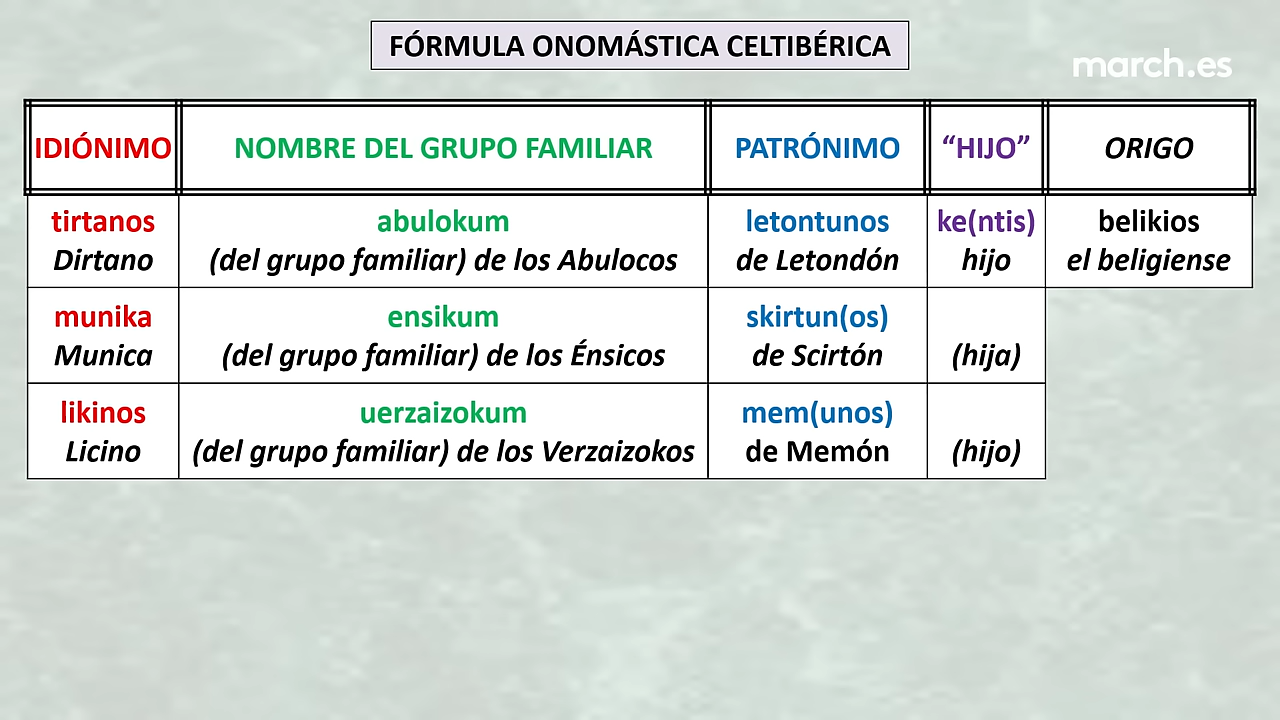 FÓRMULA ONOMÁSTICA CELTIBÉRICA
march.es
IDIÓNIMO NOMBRE DEL GRUPO FAMILIAR PATRÓNIMO “HIJO” ORIGO
tirtanos abulokum letontunos ke(ntis) belikios
Dirtano (del grupo familiar) de los Abulocos de Letondón hijo el beligiense
munika ensikum skirtun(os)
Munica (del grupo familiar) de los Énsicos de Scirtón (hija)
likinos uerzaizokum mem(unos)
Licino (del grupo familiar) de los Verzaizokos de Memón (hijo)